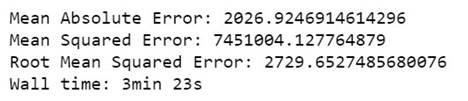 Mean Absolute Error: 2026.9246914614296
Mean Squared Error: 7451004.127764879
Root Mean Squared Error: 2729.6527485680076
Wall time: 3min 23s